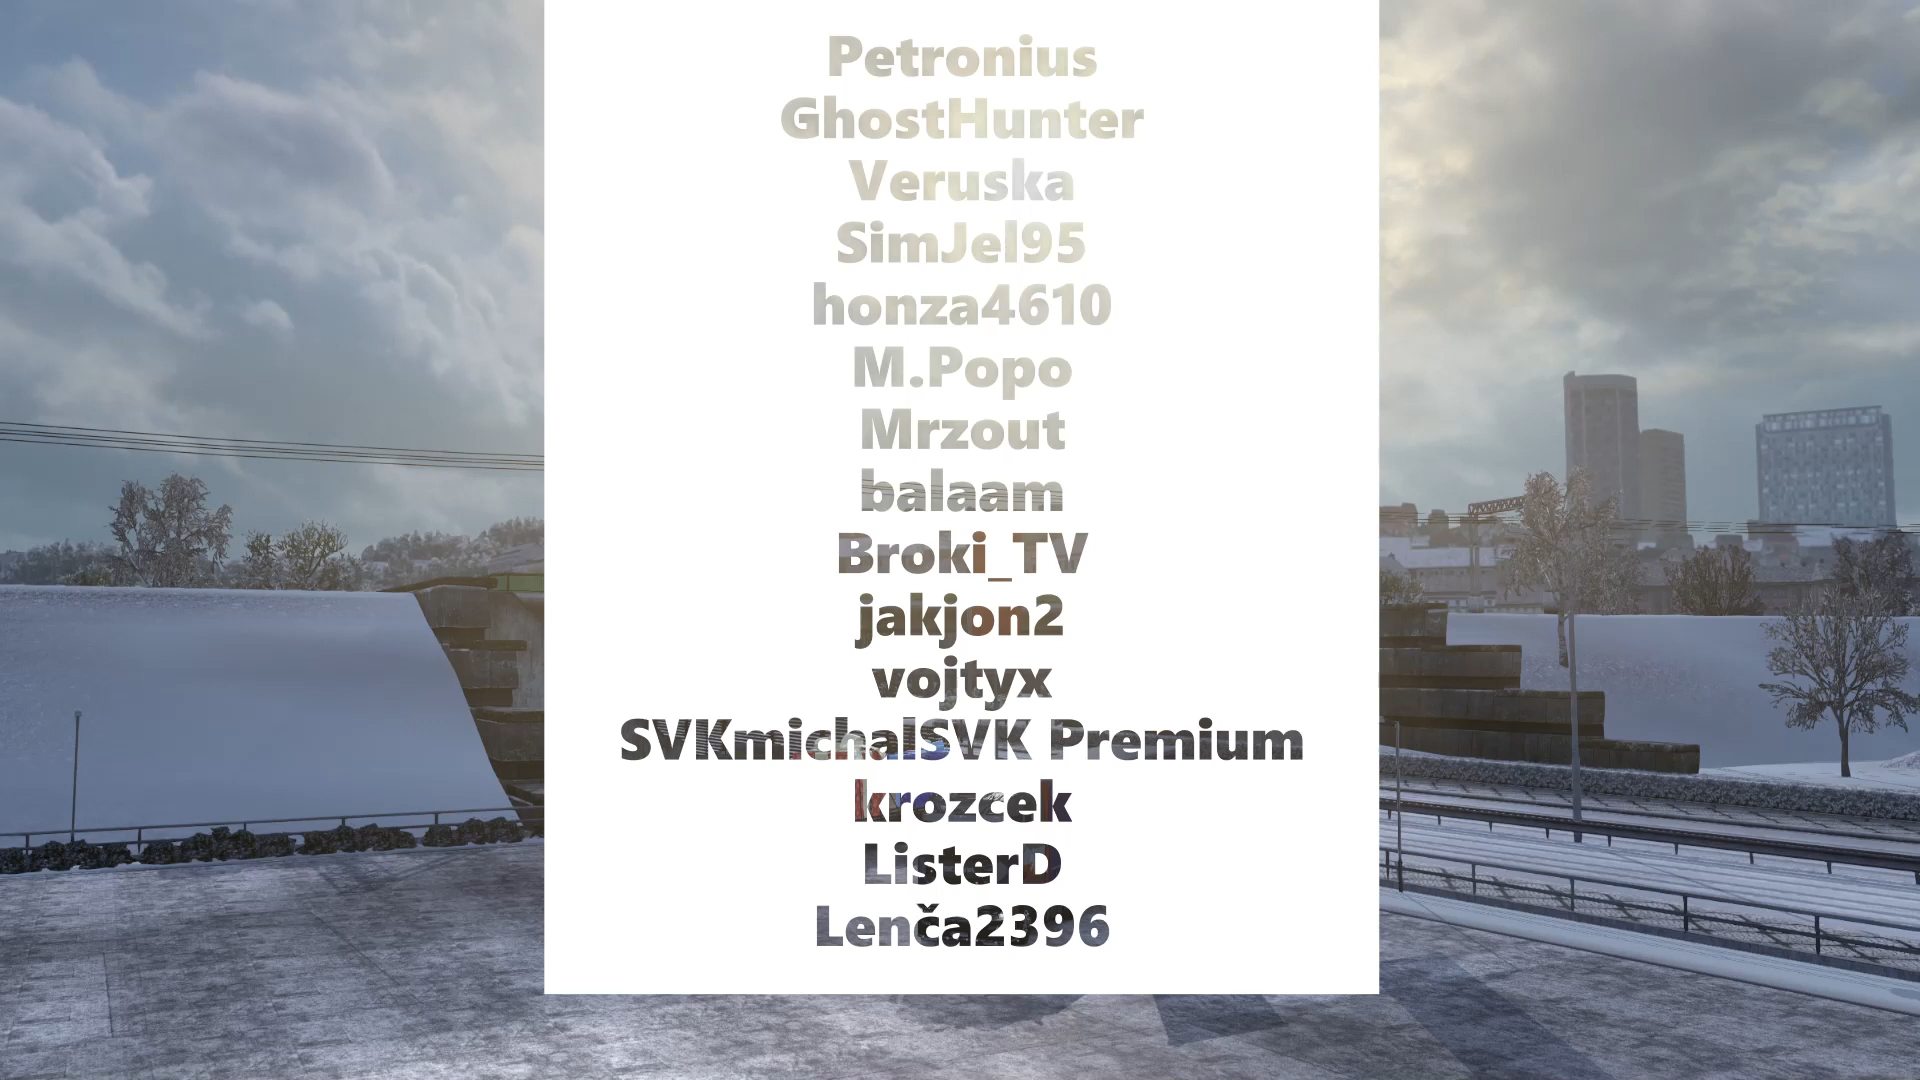 Petronius
GhostHunter
Veruska
SimJel95
honza4610
M.Popo
Mrzout
balaam
Broki_TV
jakjon2
vojtyx
SVKmichalSVK Premium
krozcek
ListerD
Lenča2396